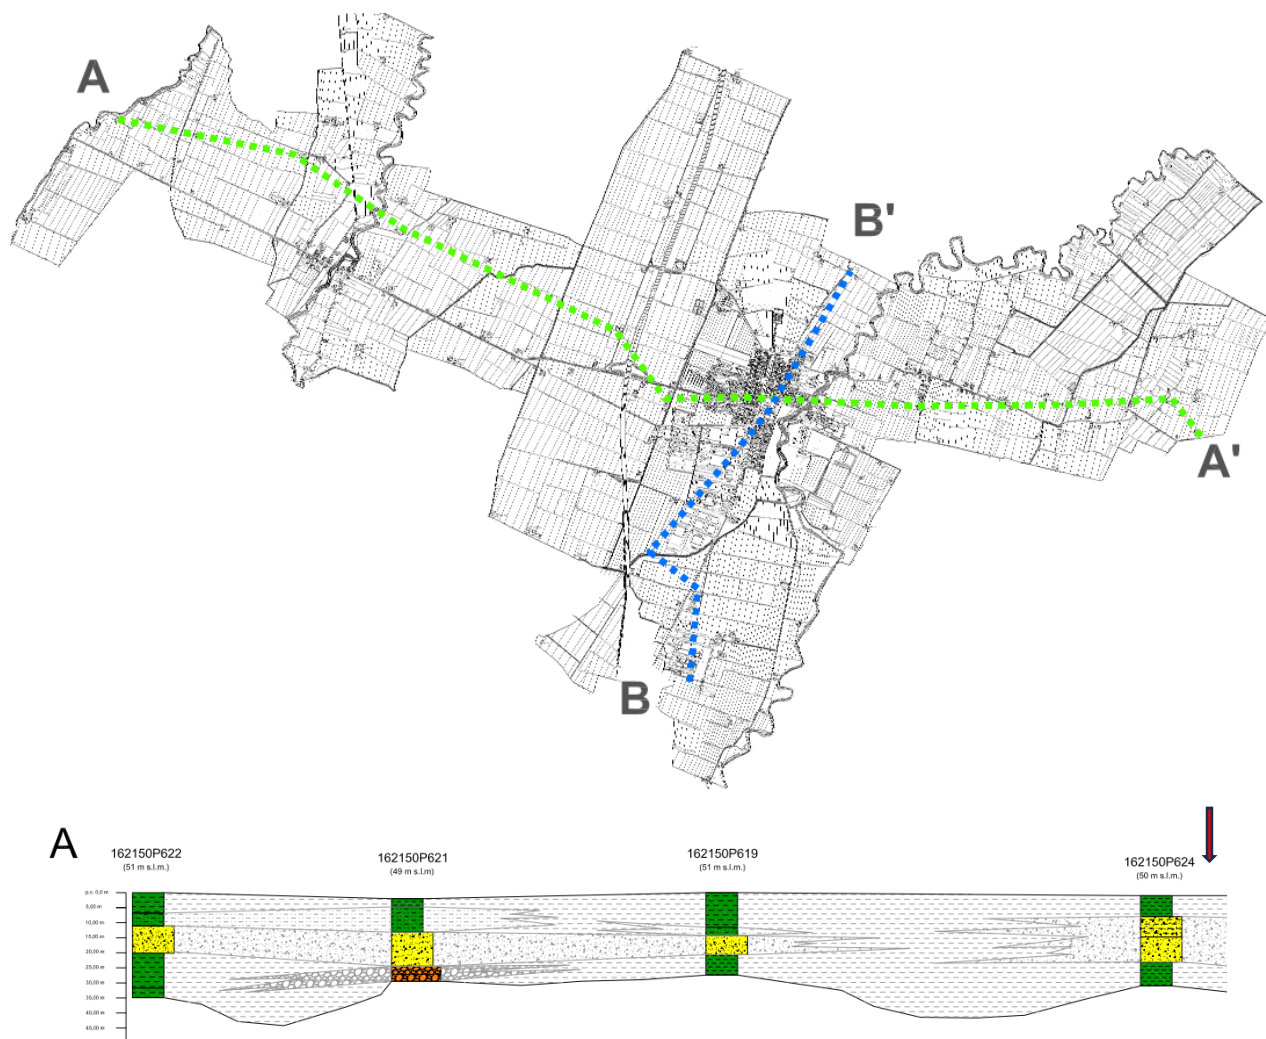 A
B'
A'
B
A
162150P622
(51 m s.l.m.)
162150P621
(49 m s.l.m)
162150P619
(51 m s.l.m.)
162150P624
(50 m s.l.m.)
p.c. 0,0 m
5,00 m
10,00 m
15,00 m
20,00 m
25,00 m
30,00 m
35,00 m
40,00 m
45,00 m